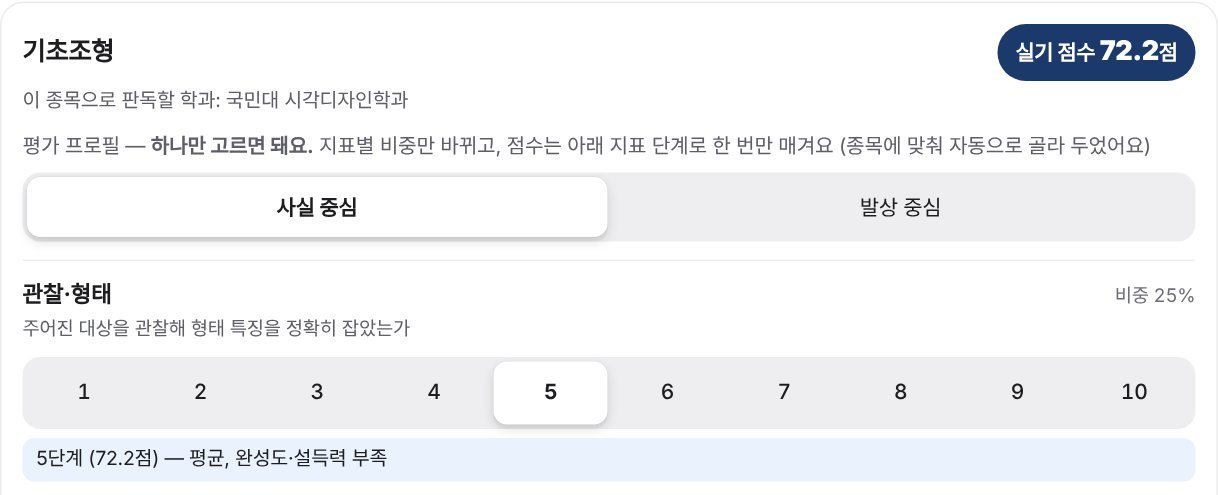 기초조형
실기 점수 72.2점
이 종목으로 판독할 학과: 국민대 시각디자인학과
평가 프로필 — 하나만 고르면 돼요. 지표별 비중만 바뀌고, 점수는 아래 지표 단계로 한 번만 매겨요 (종목에 맞춰 자동으로 골라 두었어요)
사실 중심
발상 중심
관찰·형태
비중 25%
주어진 대상을 관찰해 형태 특징을 정확히 잡았는가
1 2 3 4 5 6 7 8 9 10
5단계 (72.2점) — 평균, 완성도·설득력 부족